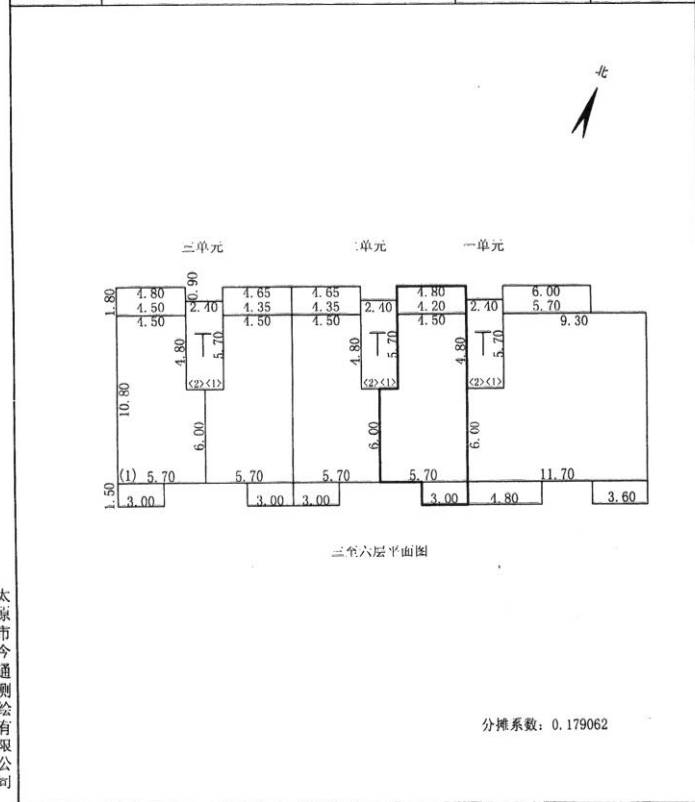 北
三单元 二单元 一单元
1.80 4.80 0.90 4.65 4.65 4.80 6.00
4.50 2.40 4.35 4.35 4.20 2.40 5.70
4.50 4.50 4.50 4.50 9.30
4.80 5.70 4.80 5.70 4.80 5.70
<2><1> <2><1> <2><1>
10.80 6.00 6.00 6.00
(1) 5.70 5.70 5.70 5.70 11.70
1.50 3.00 3.00 3.00 3.00 4.80 3.60
三至六层平面图
太原市今通测绘有限公司
分摊系数: 0.179062